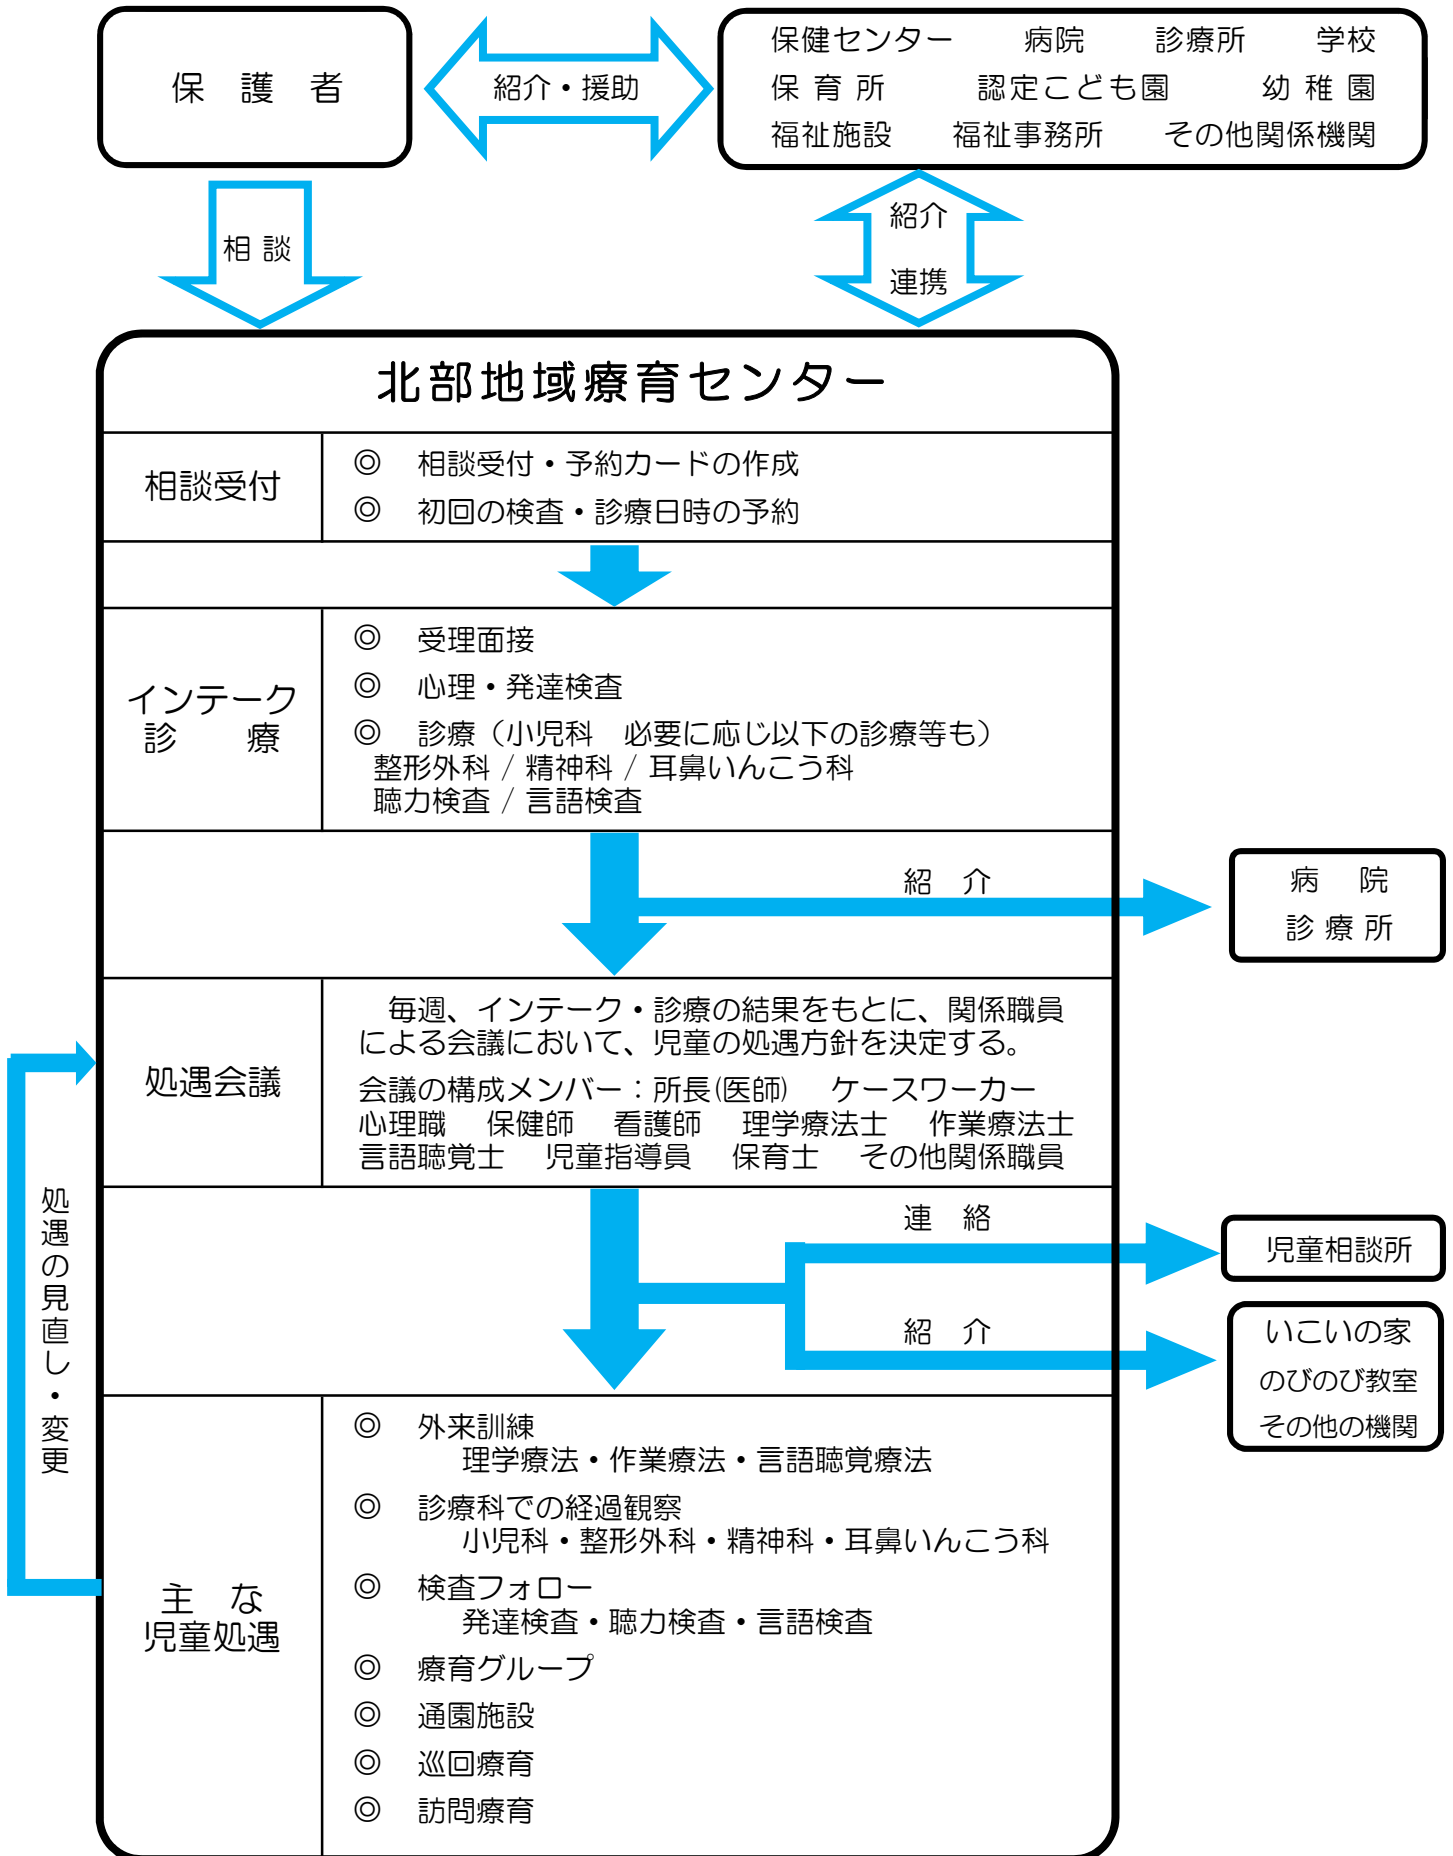 保 護 者
紹介・援助
保健センター 病院 診療所 学校
保 育 所 認定こども園 幼 稚 園
福祉施設 福祉事務所 その他関係機関
相 談
紹介
連携
北部地域療育センター
相談受付
◎ 相談受付・予約カードの作成
◎ 初回の検査・診療日時の予約
インテーク
診 療
◎ 受理面接
◎ 心理・発達検査
◎ 診療（小児科 必要に応じ以下の診療等も）
整形外科 / 精神科 / 耳鼻いんこう科
聴力検査 / 言語検査
紹 介
病 院
診 療 所
処遇会議
毎週、インテーク・診療の結果をもとに、関係職員
による会議において、児童の処遇方針を決定する。
会議の構成メンバー：所長(医師) ケースワーカー
心理職 保健師 看護師 理学療法士 作業療法士
言語聴覚士 児童指導員 保育士 その他関係職員
処遇の見直し・変更
連 絡
児童相談所
紹 介
いこいの家
のびのび教室
その他の機関
主 な
児童処遇
◎ 外来訓練
理学療法・作業療法・言語聴覚療法
◎ 診療科での経過観察
小児科・整形外科・精神科・耳鼻いんこう科
◎ 検査フォロー
発達検査・聴力検査・言語検査
◎ 療育グループ
◎ 通園施設
◎ 巡回療育
◎ 訪問療育